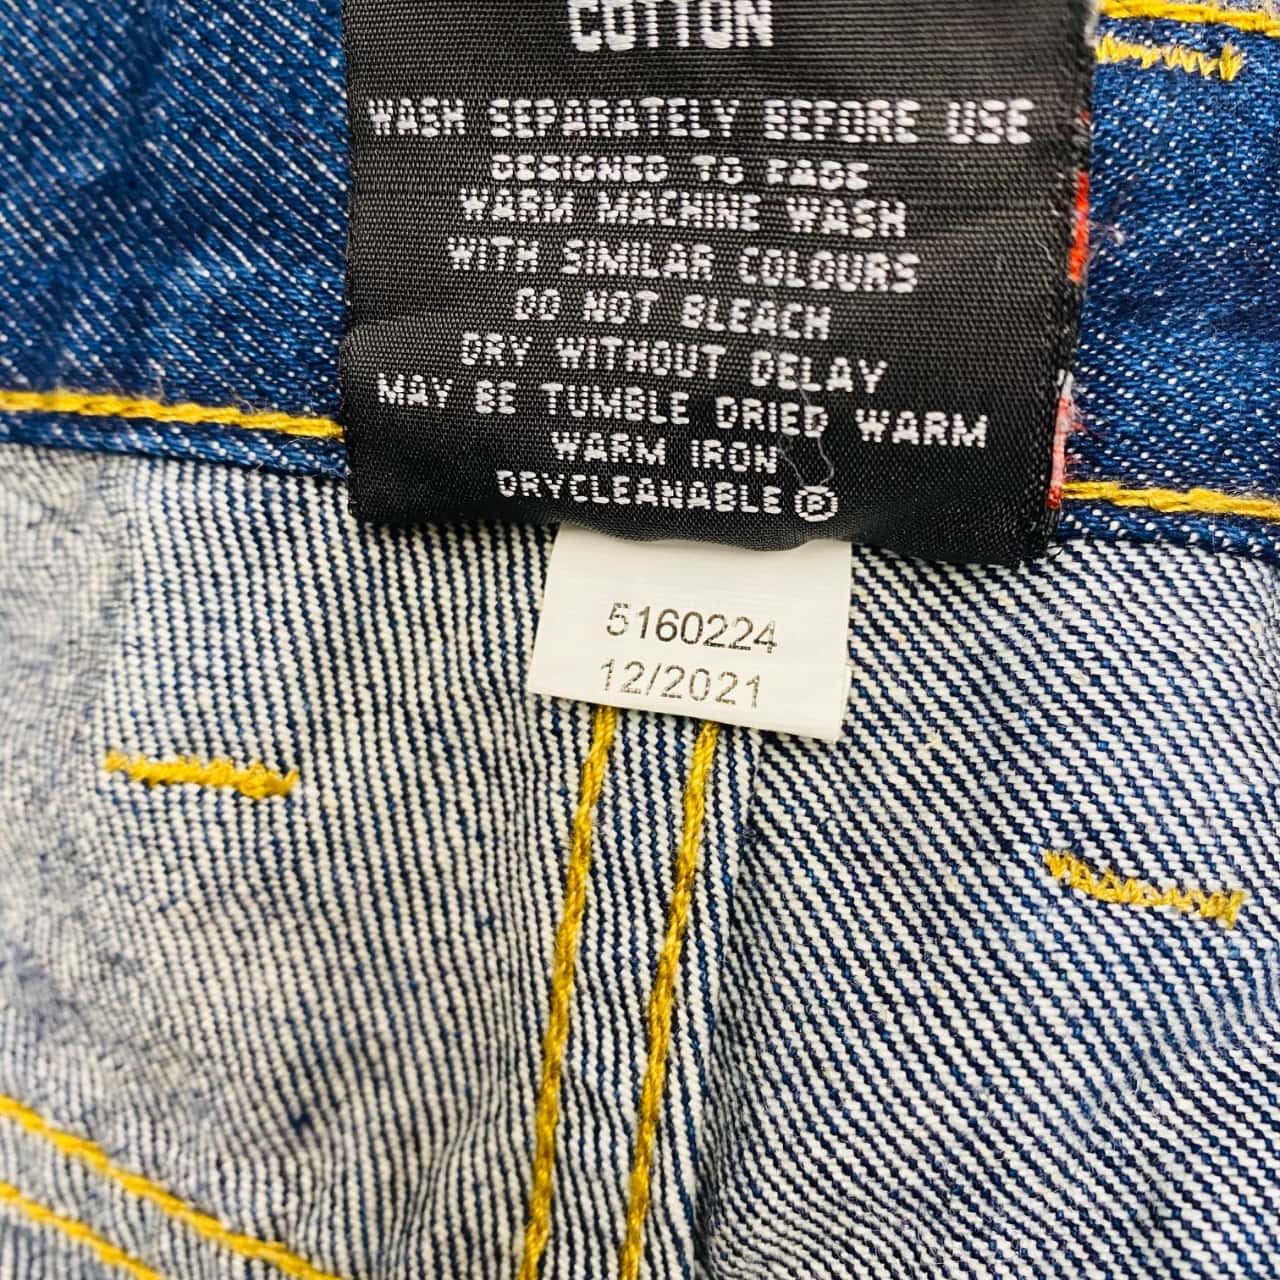 COTTON
WASH SEPARATELY BEFORE USE
DESIGNED TO FADE
WARM MACHINE WASH
WITH SIMILAR COLOURS
DO NOT BLEACH
DRY WITHOUT DELAY
MAY BE TUMBLE DRIED WARM
WARM IRON
DRYCLEANABLE Ⓟ
5160224
12/2021